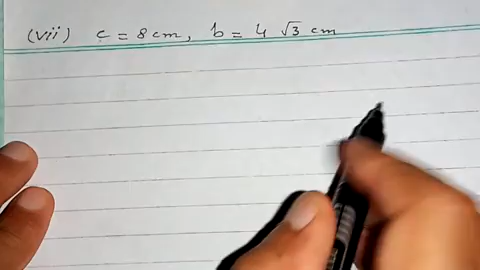 (vii) c = 8 cm, b = 4 √3 cm